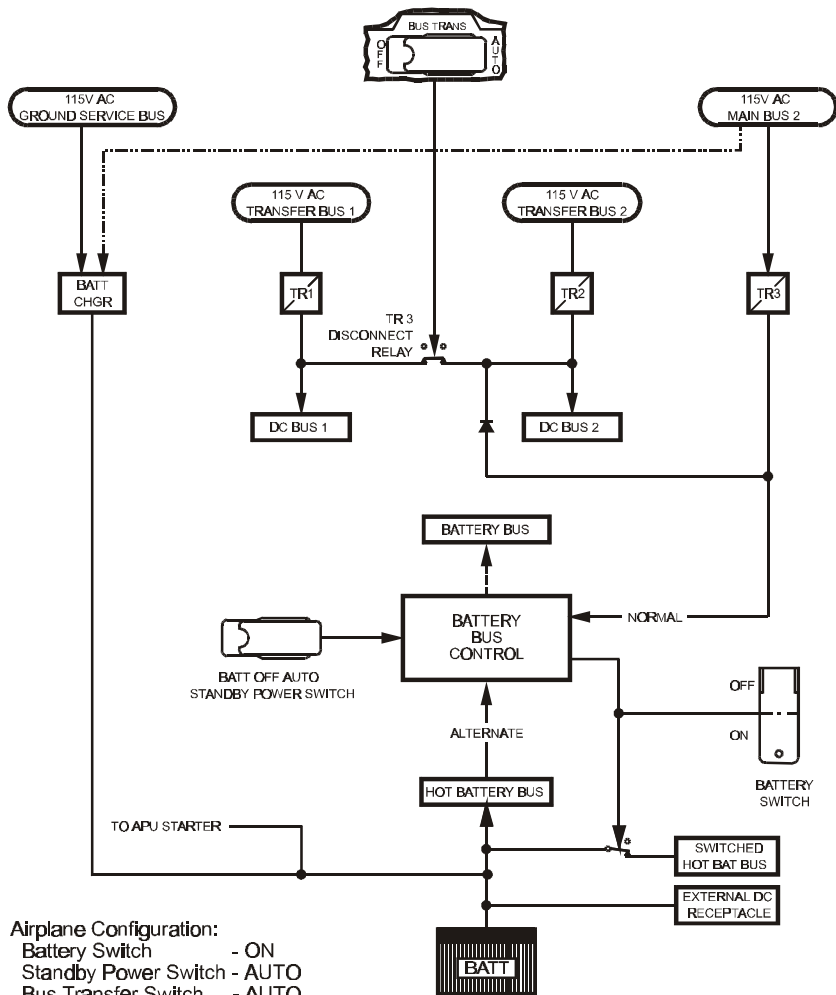 BUS TRANS
OFF
AUTO
115V AC
GROUND SERVICE BUS
115V AC
MAIN BUS 2
115 V AC
TRANSFER BUS 1
115 V AC
TRANSFER BUS 2
BATT
CHGR
TR1
TR2
TR3
TR 3
DISCONNECT
RELAY
DC BUS 1
DC BUS 2
BATTERY BUS
BATTERY
BUS
CONTROL
NORMAL
BATT OFF AUTO
STANDBY POWER SWITCH
OFF
ON
BATTERY
SWITCH
ALTERNATE
HOT BATTERY BUS
TO APU STARTER
SWITCHED
HOT BAT BUS
EXTERNAL DC
RECEPTACLE
BATT
Airplane Configuration:
Battery Switch - ON
Standby Power Switch - AUTO
Bus Transfer Switch - AUTO